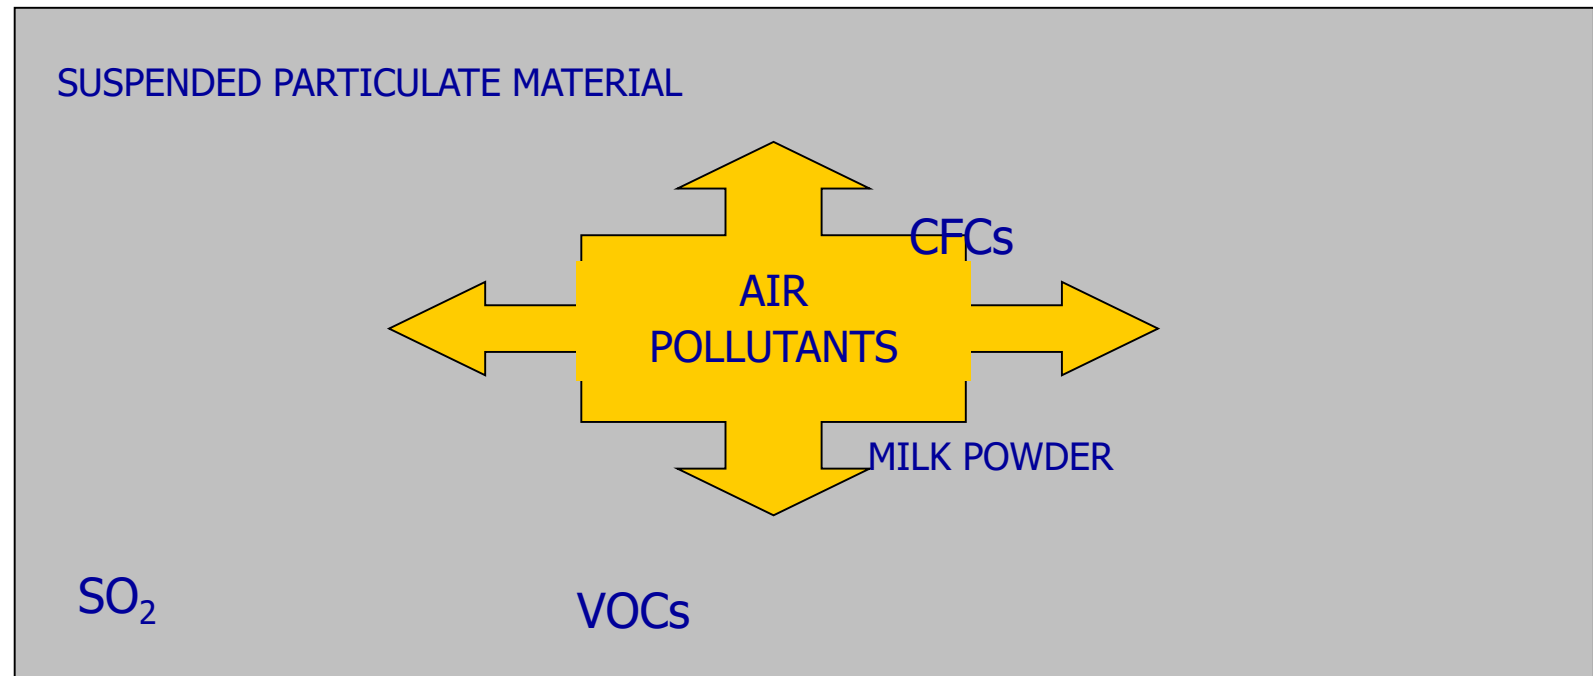 SUSPENDED PARTICULATE MATERIAL
CFCs
AIR
POLLUTANTS
MILK POWDER
SO₂
VOCs